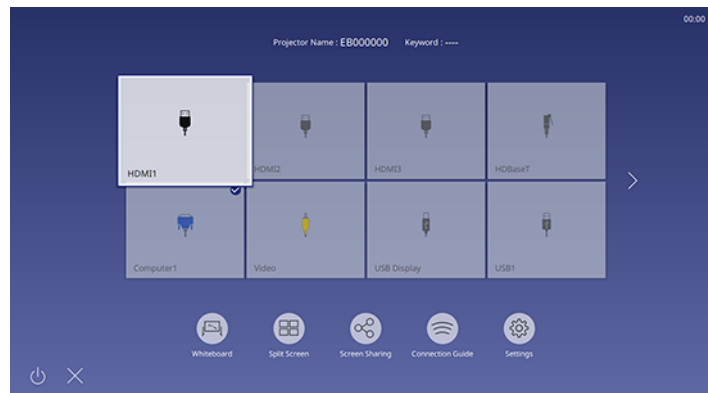 00:00
Projector Name : EB000000 Keyword : ----
HDMI1 HDMI2 HDMI3 HDBaseT
Computer1 Video USB Display USB1
Whiteboard Split Screen Screen Sharing Connection Guide Settings